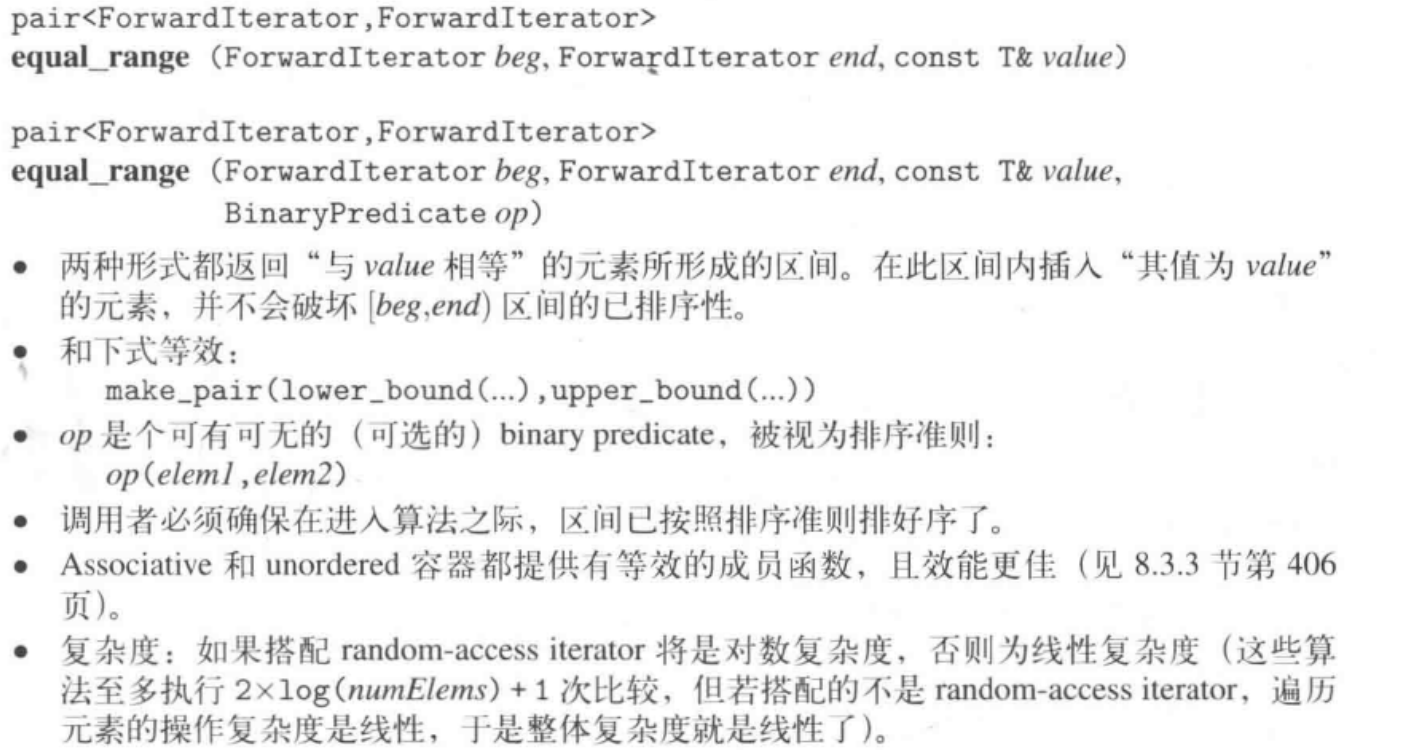 pair<ForwardIterator,ForwardIterator>
equal_range (ForwardIterator beg, ForwardIterator end, const T& value)
pair<ForwardIterator,ForwardIterator>
equal_range (ForwardIterator beg, ForwardIterator end, const T& value,
BinaryPredicate op)
• 两种形式都返回“与 value 相等”的元素所形成的区间。在此区间内插入“其值为 value”
的元素，并不会破坏 [beg,end) 区间的已排序性。
• 和下式等效：
make_pair(lower_bound(...),upper_bound(...))
• op 是个可有可无的（可选的）binary predicate，被视为排序准则：
op(elem1,elem2)
• 调用者必须确保在进入算法之际，区间已按照排序准则排好序了。
• Associative 和 unordered 容器都提供有等效的成员函数，且效能更佳（见 8.3.3 节第 406
页）。
• 复杂度：如果搭配 random-access iterator 将是对数复杂度，否则为线性复杂度（这些算
法至多执行 2×log(numElems) + 1 次比较，但若搭配的不是 random-access iterator，遍历
元素的操作复杂度是线性，于是整体复杂度就是线性了）。